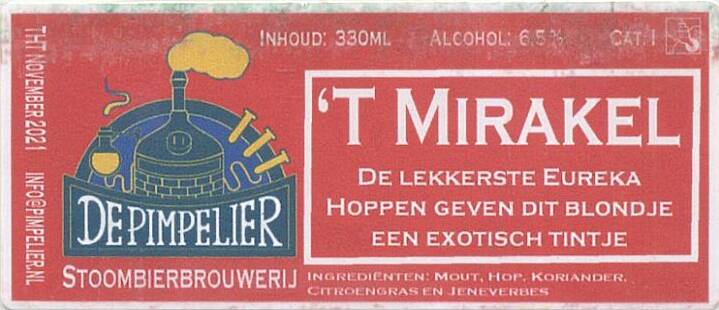 INHOUD: 330ML ALCOHOL: 6,5% CAT. I
THT NOVEMBER 2021 INFO@PIMPELIER.NL
'T MIRAKEL
DE LEKKERSTE EUREKA
HOPPEN GEVEN DIT BLONDJE
EEN EXOTISCH TINTJE
DE PIMPELIER
STOOMBIERBROUWERIJ
INGREDIËNTEN: MOUT, HOP, KORIANDER,
CITROENGRAS EN JENEVERBES